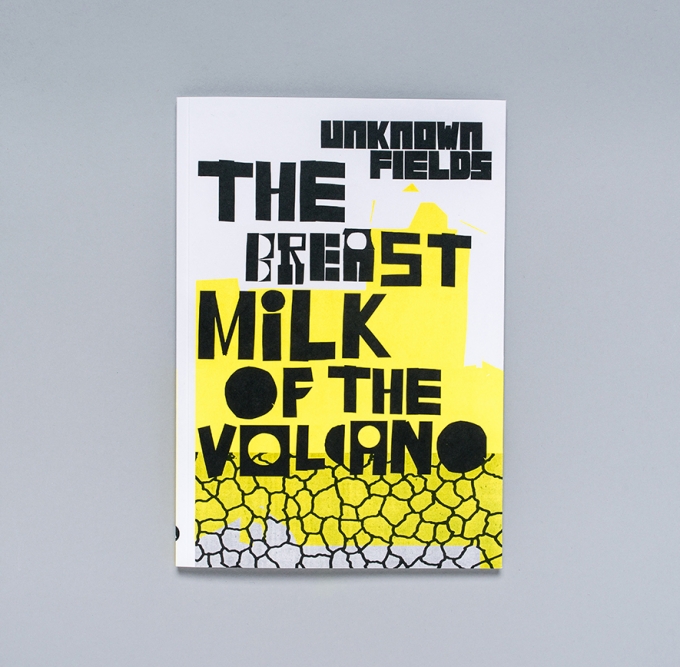 UNKNOWN
FIELDS
THE
BREAST
MiLK
OF THE
VOLCANO